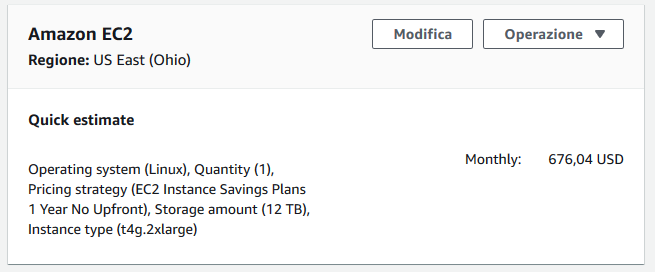 Amazon EC2
Modifica
Operazione
Regione: US East (Ohio)
Quick estimate
Operating system (Linux), Quantity (1),
Pricing strategy (EC2 Instance Savings Plans
1 Year No Upfront), Storage amount (12 TB),
Instance type (t4g.2xlarge)
Monthly: 676,04 USD